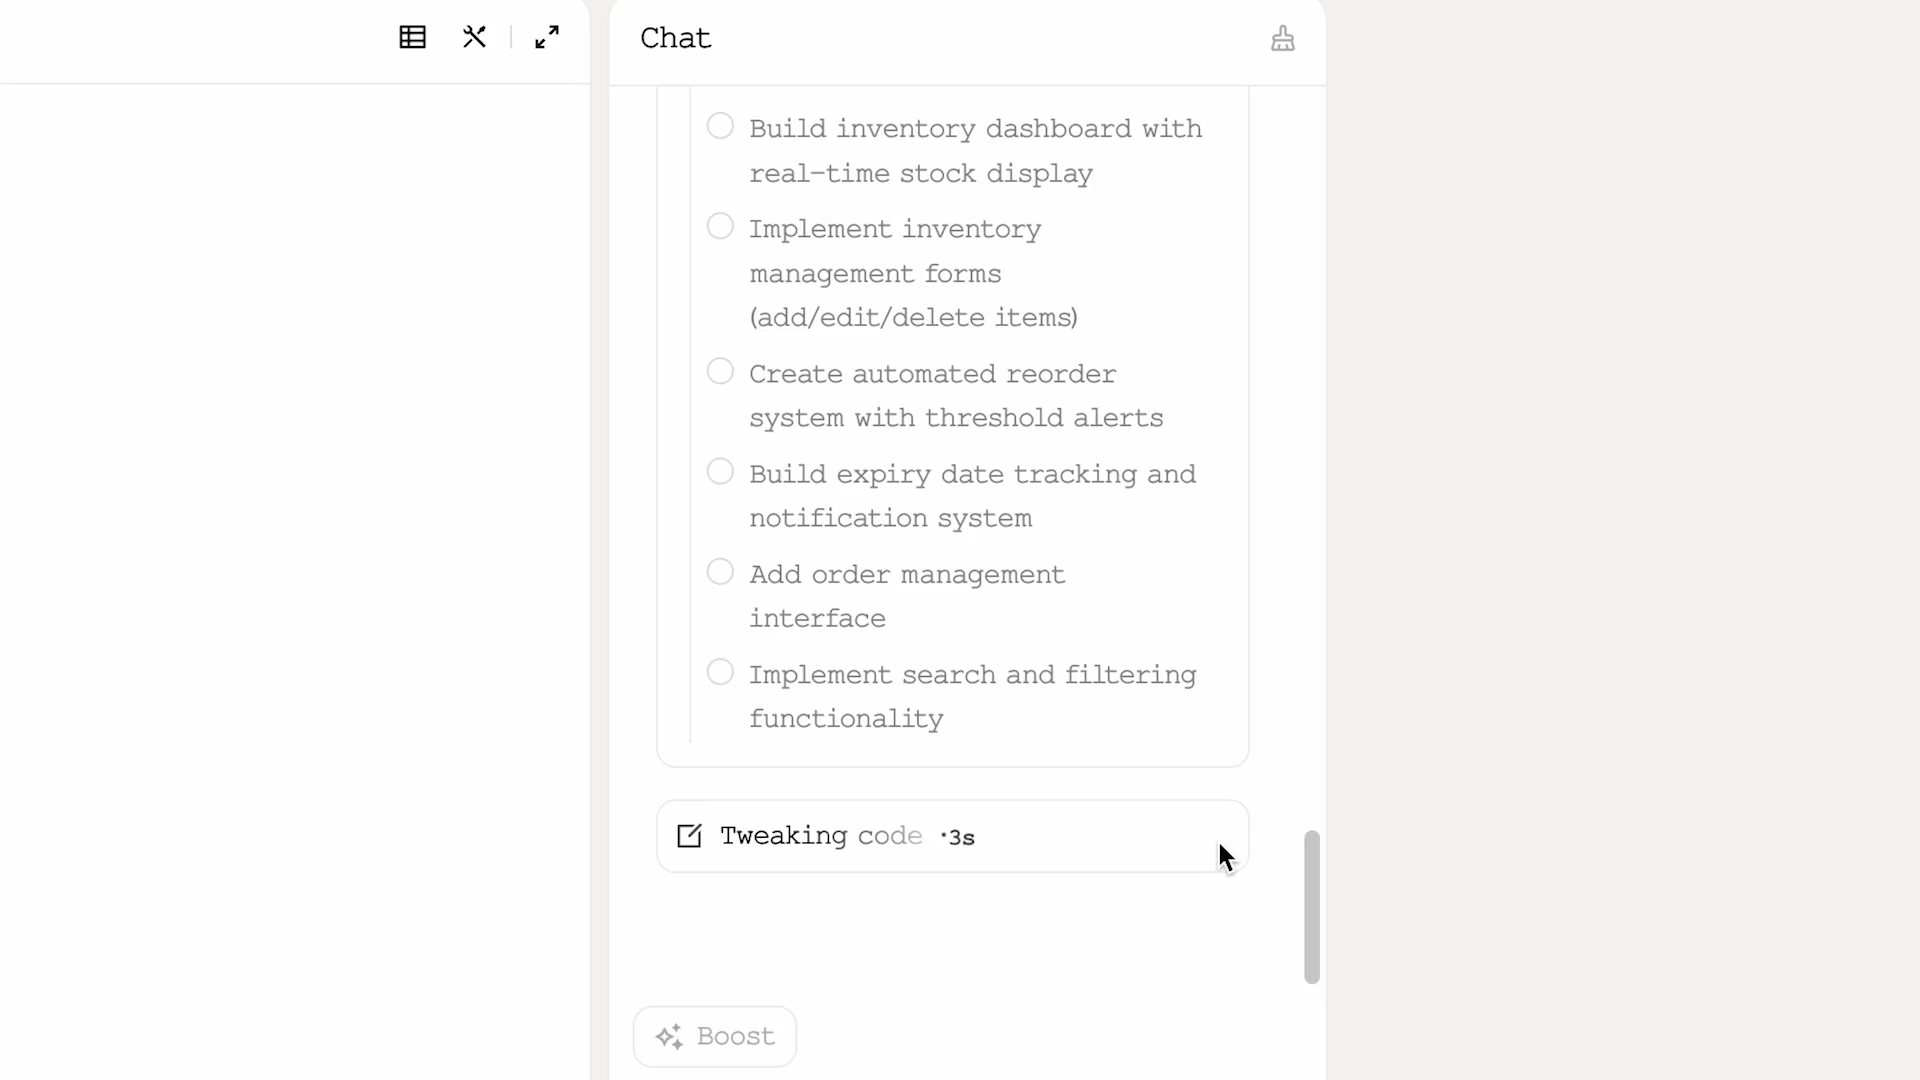 Chat
Build inventory dashboard with
real-time stock display
Implement inventory
management forms
(add/edit/delete items)
Create automated reorder
system with threshold alerts
Build expiry date tracking and
notification system
Add order management
interface
Implement search and filtering
functionality
Tweaking code ·3s
Boost